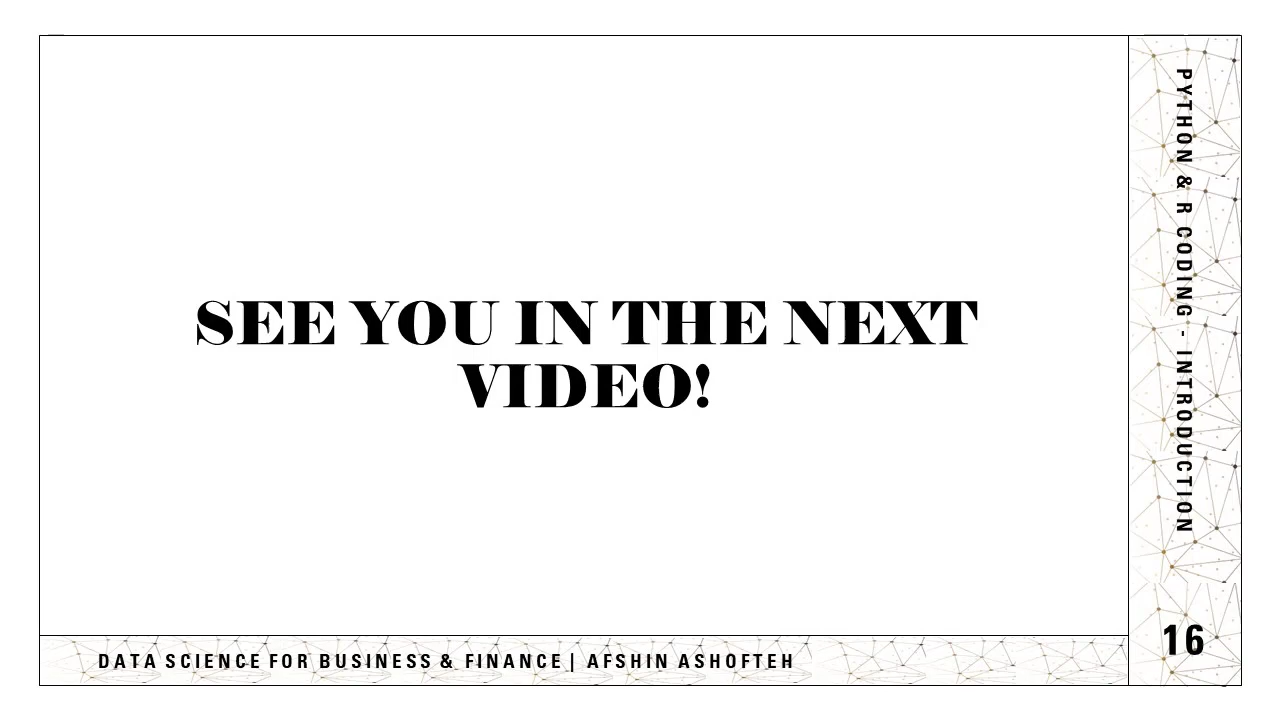 SEE YOU IN THE NEXT
VIDEO!
PYTHON & R CODING - INTRODUCTION
DATA SCIENCE FOR BUSINESS & FINANCE | AFSHIN ASHOFTEH
16